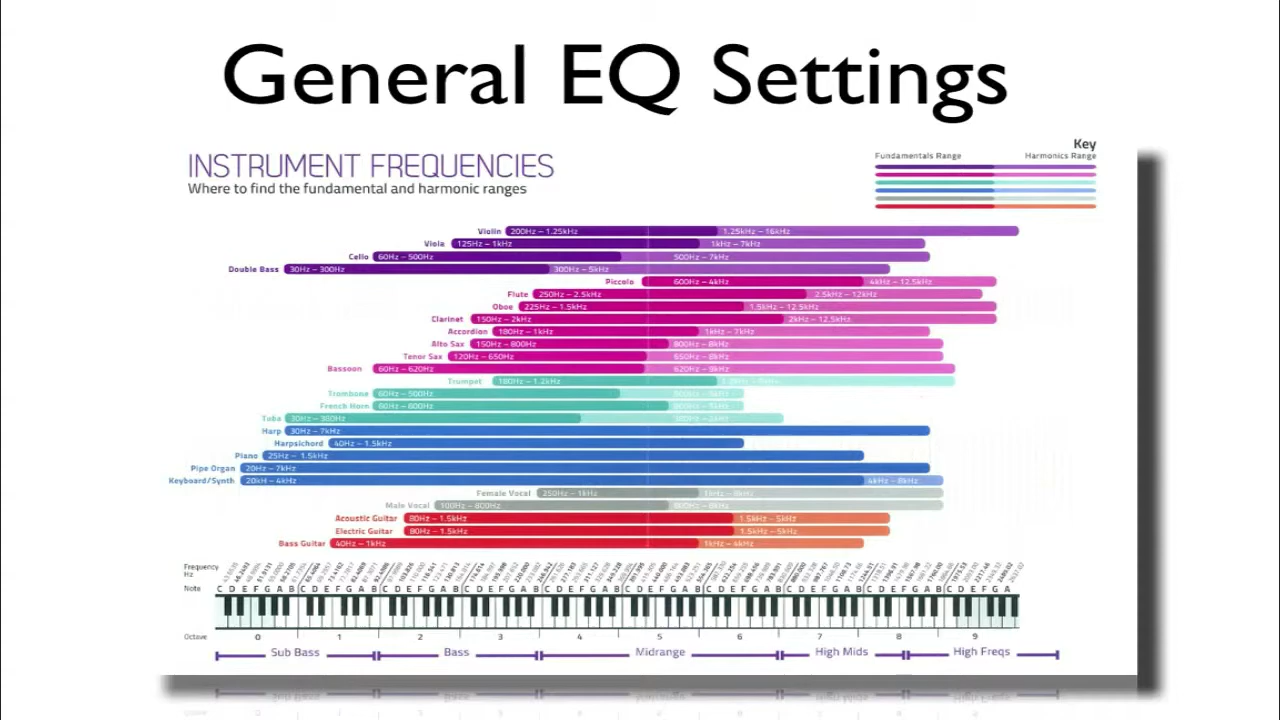 General EQ Settings
INSTRUMENT FREQUENCIES
Where to find the fundamental and harmonic ranges
Key
Fundamentals Range Harmonics Range
Violin 200Hz – 1.25kHz 1.25kHz – 16kHz
Viola 125Hz – 1kHz 1kHz – 7kHz
Cello 60Hz – 500Hz 500Hz – 7kHz
Double Bass 30Hz – 300Hz 300Hz – 5kHz
Piccolo 600Hz – 4kHz 4kHz – 12.5kHz
Flute 250Hz – 2.5kHz 2.5kHz – 12kHz
Oboe 225Hz – 1.5kHz 1.5kHz – 12.5kHz
Clarinet 150Hz – 2kHz 2kHz – 12.5kHz
Accordion 180Hz – 1kHz 1kHz – 7kHz
Alto Sax 150Hz – 800Hz 800Hz – 8kHz
Tenor Sax 120Hz – 650Hz 650Hz – 8kHz
Bassoon 60Hz – 620Hz 620Hz – 9kHz
Trumpet 180Hz – 1.2kHz
Trombone 60Hz – 500Hz
French Horn 80Hz – 600Hz
Tuba 30Hz – 380Hz
Harp 30Hz – 7kHz
Harpsichord 40Hz – 1.5kHz
Piano 25Hz – 1.5kHz
Pipe Organ 20Hz – 7kHz
Keyboard/Synth 20kH – 4kHz 4kHz – 8kHz
Female Vocal 250Hz – 1kHz 1kHz – 8kHz
Male Vocal 100Hz – 800Hz 800Hz – 8kHz
Acoustic Guitar 80Hz – 1.5kHz 1.5kHz – 5kHz
Electric Guitar 80Hz – 1.5kHz 1.5kHz – 5kHz
Bass Guitar 40Hz – 1kHz 1kHz – 4kHz
Frequency
Hz
Note C D E F G A B C D E F G A B C D E F G A B C D E F G A B C D E F G A B C D E F G A B C D E F G A B C D E F G A B C D E F G A B C D E F G A
Octave 0 1 2 3 4 5 6 7 8 9
Sub Bass Bass Midrange High Mids High Freqs